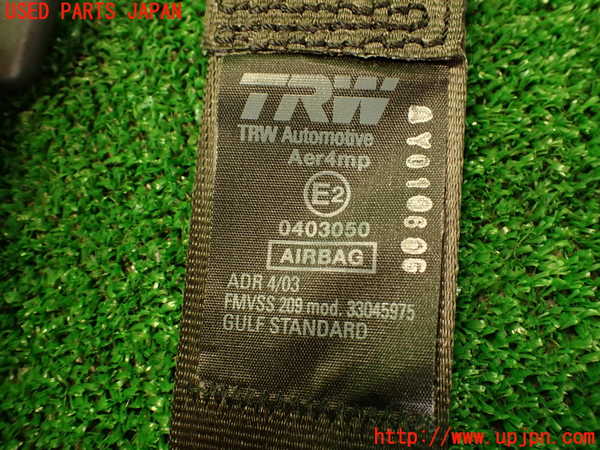 USED PARTS JAPAN
TRW
TRW Automotive
Aer4mp
E2
0403050
AIRBAG
ADR 4/03
FMVSS 209 mod. 33045975
GULF STANDARD
AY010606
http://www.upjpn.com/